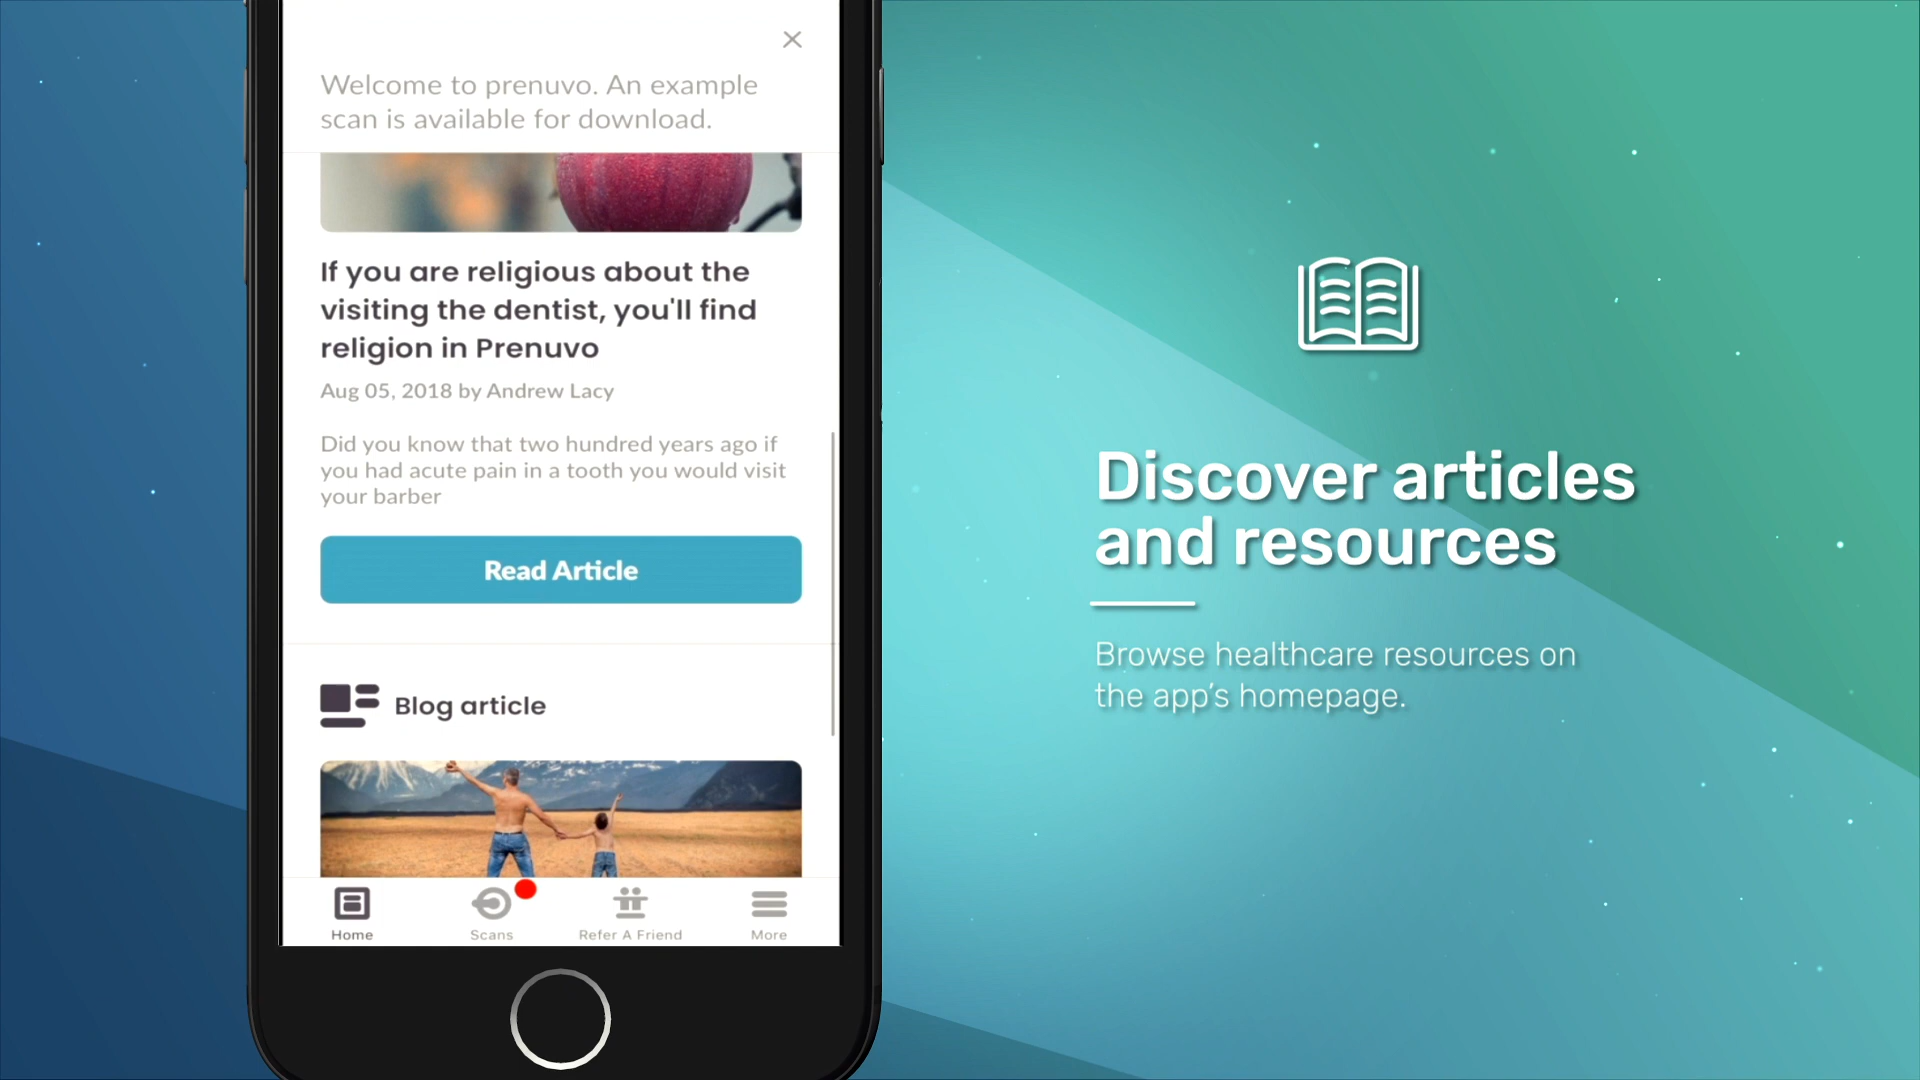 Welcome to prenuvo. An example
scan is available for download.
If you are religious about the
visiting the dentist, you'll find
religion in Prenuvo
Aug 05, 2018 by Andrew Lacy
Did you know that two hundred years ago if
you had acute pain in a tooth you would visit
your barber
Read Article
Blog article
Home
Scans
Refer A Friend
More
Discover articles
and resources
Browse healthcare resources on
the app’s homepage.